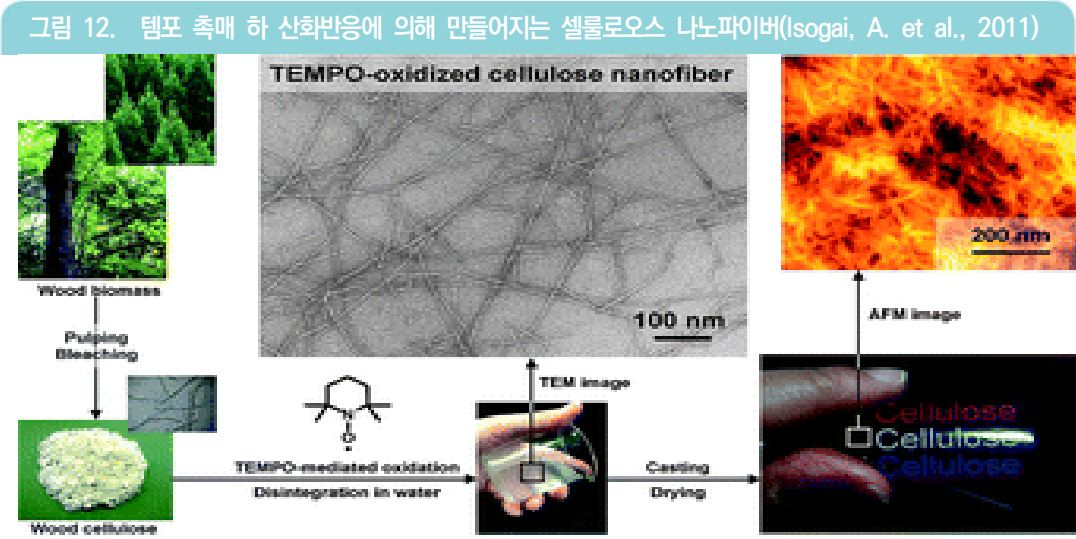 그림 12. 템포 촉매 하 산화반응에 의해 만들어지는 셀룰로오스 나노파이버(Isogai, A. et al., 2011)
TEMPO-oxidized cellulose nanofiber
100 nm
200 nm
Wood biomass
Pulping
Bleaching
Wood cellulose
N
O
TEMPO-mediated oxidation
Disintegration in water
TEM image
Casting
Drying
AFM image
Cellulose
Cellulose
Cellulose